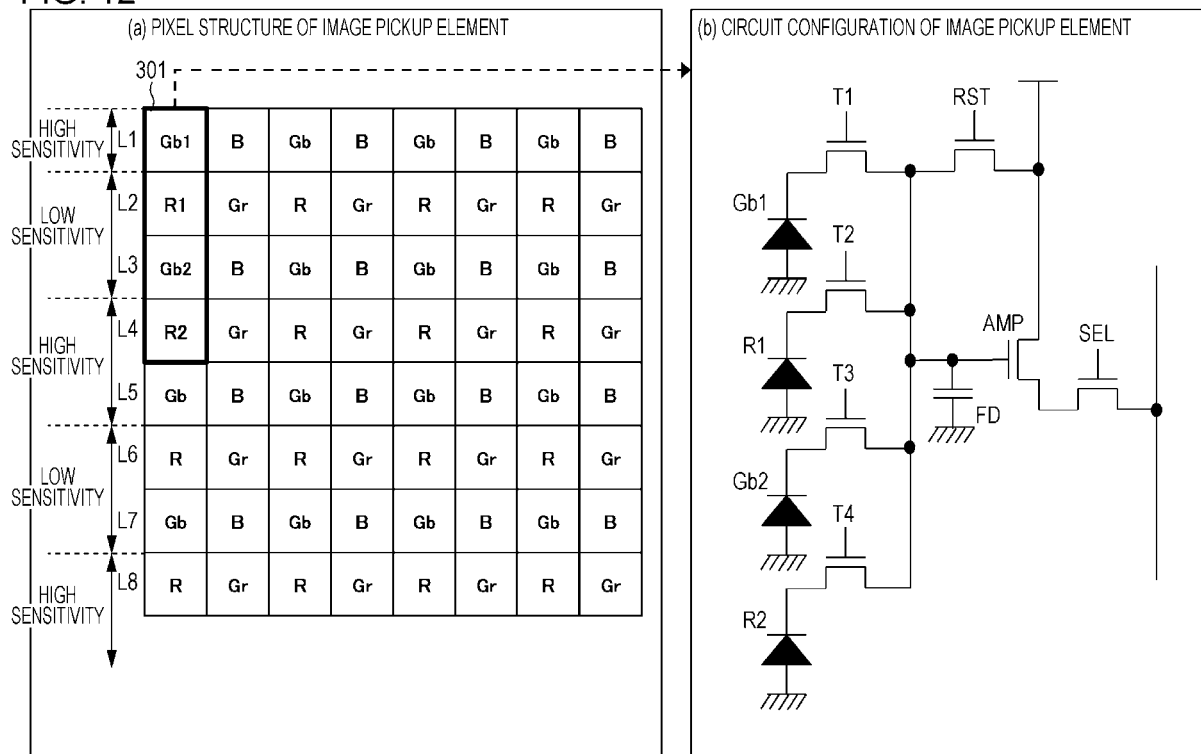 FIG. 12
(a) PIXEL STRUCTURE OF IMAGE PICKUP ELEMENT
301
HIGH SENSITIVITY
LOW SENSITIVITY
HIGH SENSITIVITY
LOW SENSITIVITY
HIGH SENSITIVITY
L1 Gb1 B Gb B Gb B Gb B
L2 R1 Gr R Gr R Gr R Gr
L3 Gb2 B Gb B Gb B Gb B
L4 R2 Gr R Gr R Gr R Gr
L5 Gb B Gb B Gb B Gb B
L6 R Gr R Gr R Gr R Gr
L7 Gb B Gb B Gb B Gb B
L8 R Gr R Gr R Gr R Gr
(b) CIRCUIT CONFIGURATION OF IMAGE PICKUP ELEMENT
T1
RST
Gb1
T2
R1
AMP
SEL
T3
FD
Gb2
T4
R2